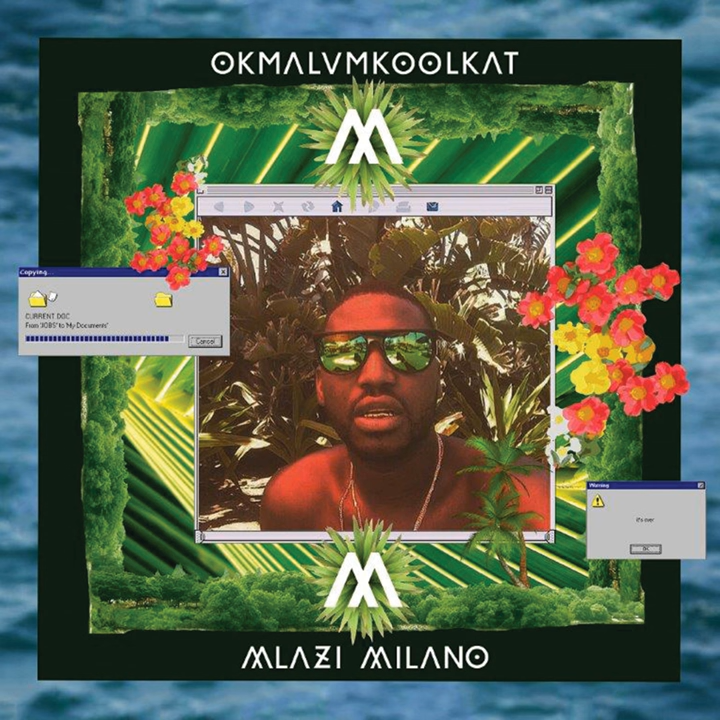 OKMALVMKOOLKAT
M
Copying...
CURRENT DOC
From 'JOBS' to 'My Documents'
Cancel
Warning
It's over
OK
M
MLAZI MILANO